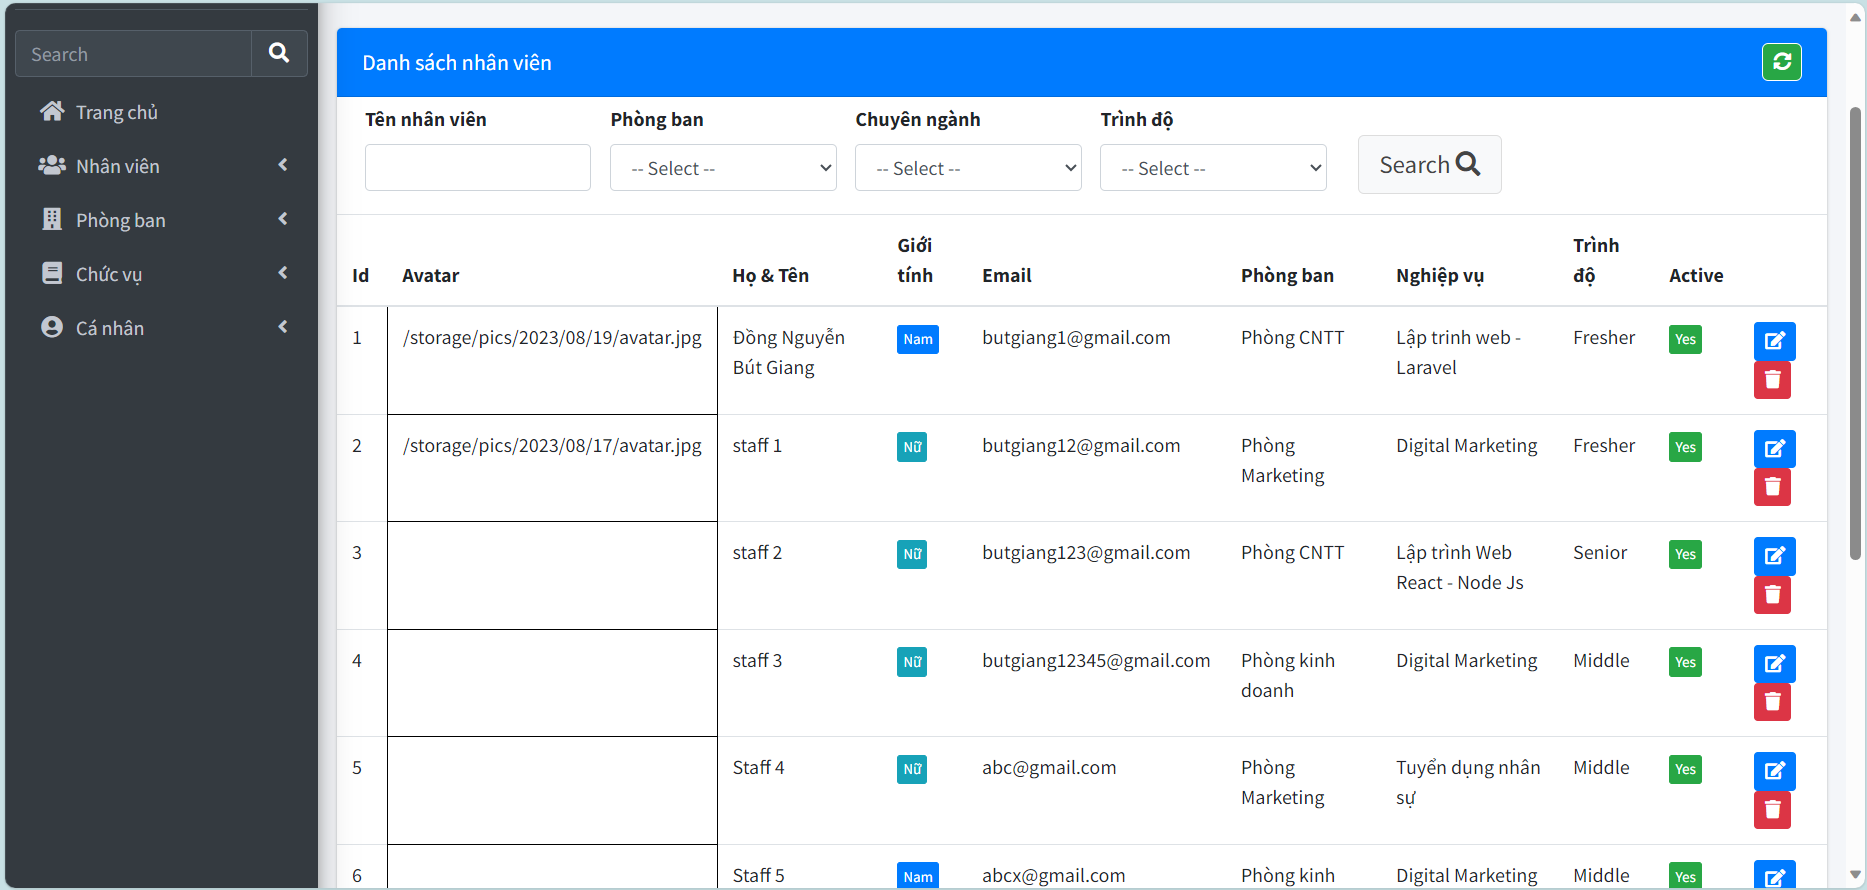 Search
Trang chủ
Nhân viên
Phòng ban
Chức vụ
Cá nhân
Danh sách nhân viên
Tên nhân viên
Phòng ban
Chuyên ngành
Trình độ
-- Select --
-- Select --
-- Select --
Search
Id
Avatar
Họ & Tên
Giới
tính
Email
Phòng ban
Nghiệp vụ
Trình
độ
Active
1
/storage/pics/2023/08/19/avatar.jpg
Đồng Nguyễn
Bút Giang
Nam
butgiang1@gmail.com
Phòng CNTT
Lập trình web -
Laravel
Fresher
Yes
2
/storage/pics/2023/08/17/avatar.jpg
staff 1
Nữ
butgiang12@gmail.com
Phòng
Marketing
Digital Marketing
Fresher
Yes
3
staff 2
Nữ
butgiang123@gmail.com
Phòng CNTT
Lập trình Web
React - Node Js
Senior
Yes
4
staff 3
Nữ
butgiang12345@gmail.com
Phòng kinh
doanh
Digital Marketing
Middle
Yes
5
Staff 4
Nữ
abc@gmail.com
Phòng
Marketing
Tuyển dụng nhân
sự
Middle
Yes
6
Staff 5
Nam
abcx@gmail.com
Phòng kinh
Digital Marketing
Middle
Yes